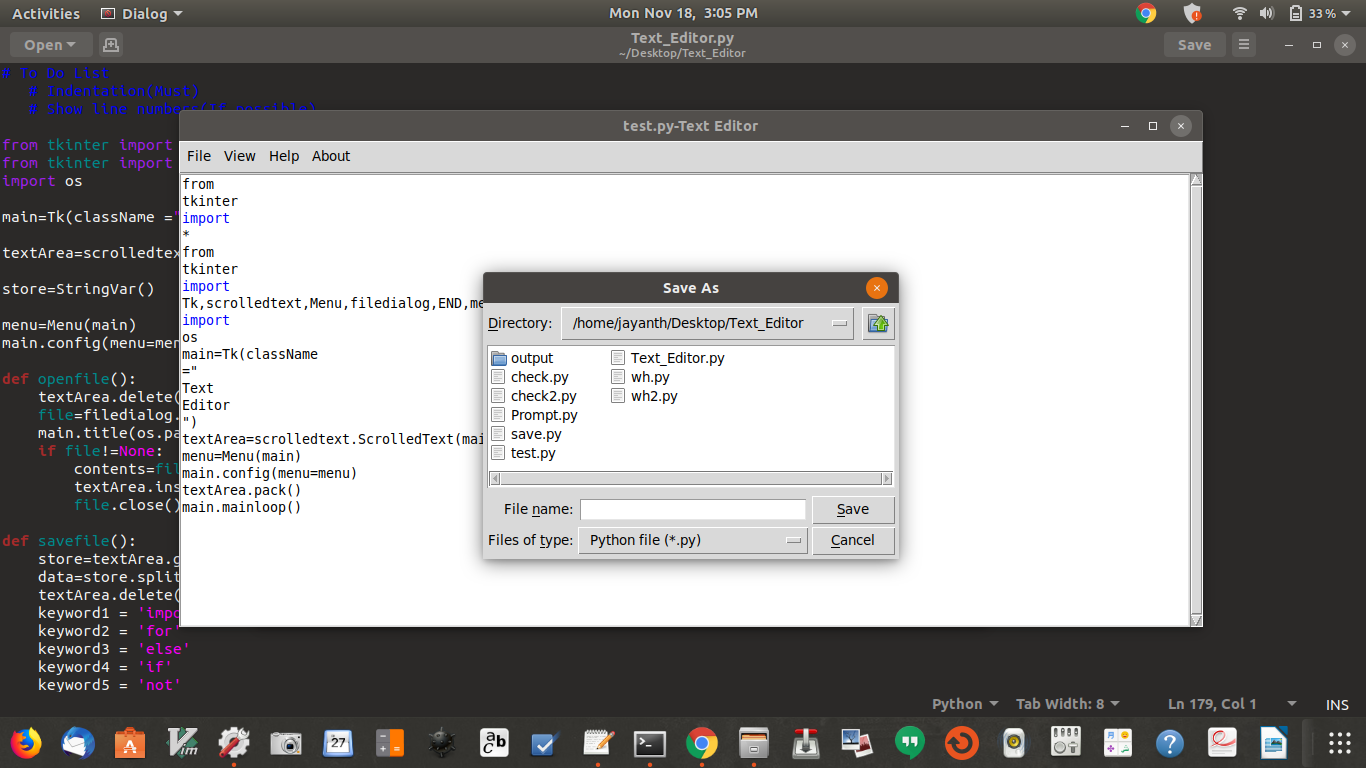 Activities Dialog Mon Nov 18, 3:05 PM 33 %
Open Text_Editor.py Save
~/Desktop/Text_Editor
# To Do List
# Indentation(Must)
# Show line numbers(If possible)
from tkinter import
from tkinter import
import os
main=Tk(className ="
textArea=scrolledtex
store=StringVar()
menu=Menu(main)
main.config(menu=men
def openfile():
textArea.delete(
file=filedialog.
main.title(os.pa
if file!=None:
contents=fil
textArea.ins
file.close()
def savefile():
store=textArea.g
data=store.split
textArea.delete(
keyword1 = 'impo
keyword2 = 'for'
keyword3 = 'else'
keyword4 = 'if'
keyword5 = 'not'
test.py-Text Editor
File View Help About
from
tkinter
import
*
from
tkinter
import
Tk,scrolledtext,Menu,filedialog,END,me
import
os
main=Tk(className
="
Text
Editor
")
textArea=scrolledtext.ScrolledText(mai
menu=Menu(main)
main.config(menu=menu)
textArea.pack()
main.mainloop()
Save As
Directory: /home/jayanth/Desktop/Text_Editor
output
check.py
check2.py
Prompt.py
save.py
test.py
Text_Editor.py
wh.py
wh2.py
File name: Save
Files of type: Python file (*.py) Cancel
Python Tab Width: 8 Ln 179, Col 1 INS
Vim 27 ab c